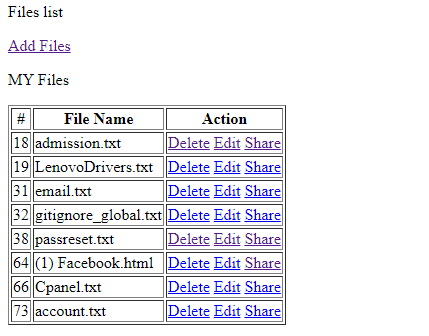 Files list
Add Files
MY Files
# File Name Action
18 admission.txt Delete Edit Share
19 LenovoDrivers.txt Delete Edit Share
31 email.txt Delete Edit Share
32 gitignore_global.txt Delete Edit Share
38 passreset.txt Delete Edit Share
64 (1) Facebook.html Delete Edit Share
66 Cpanel.txt Delete Edit Share
73 account.txt Delete Edit Share